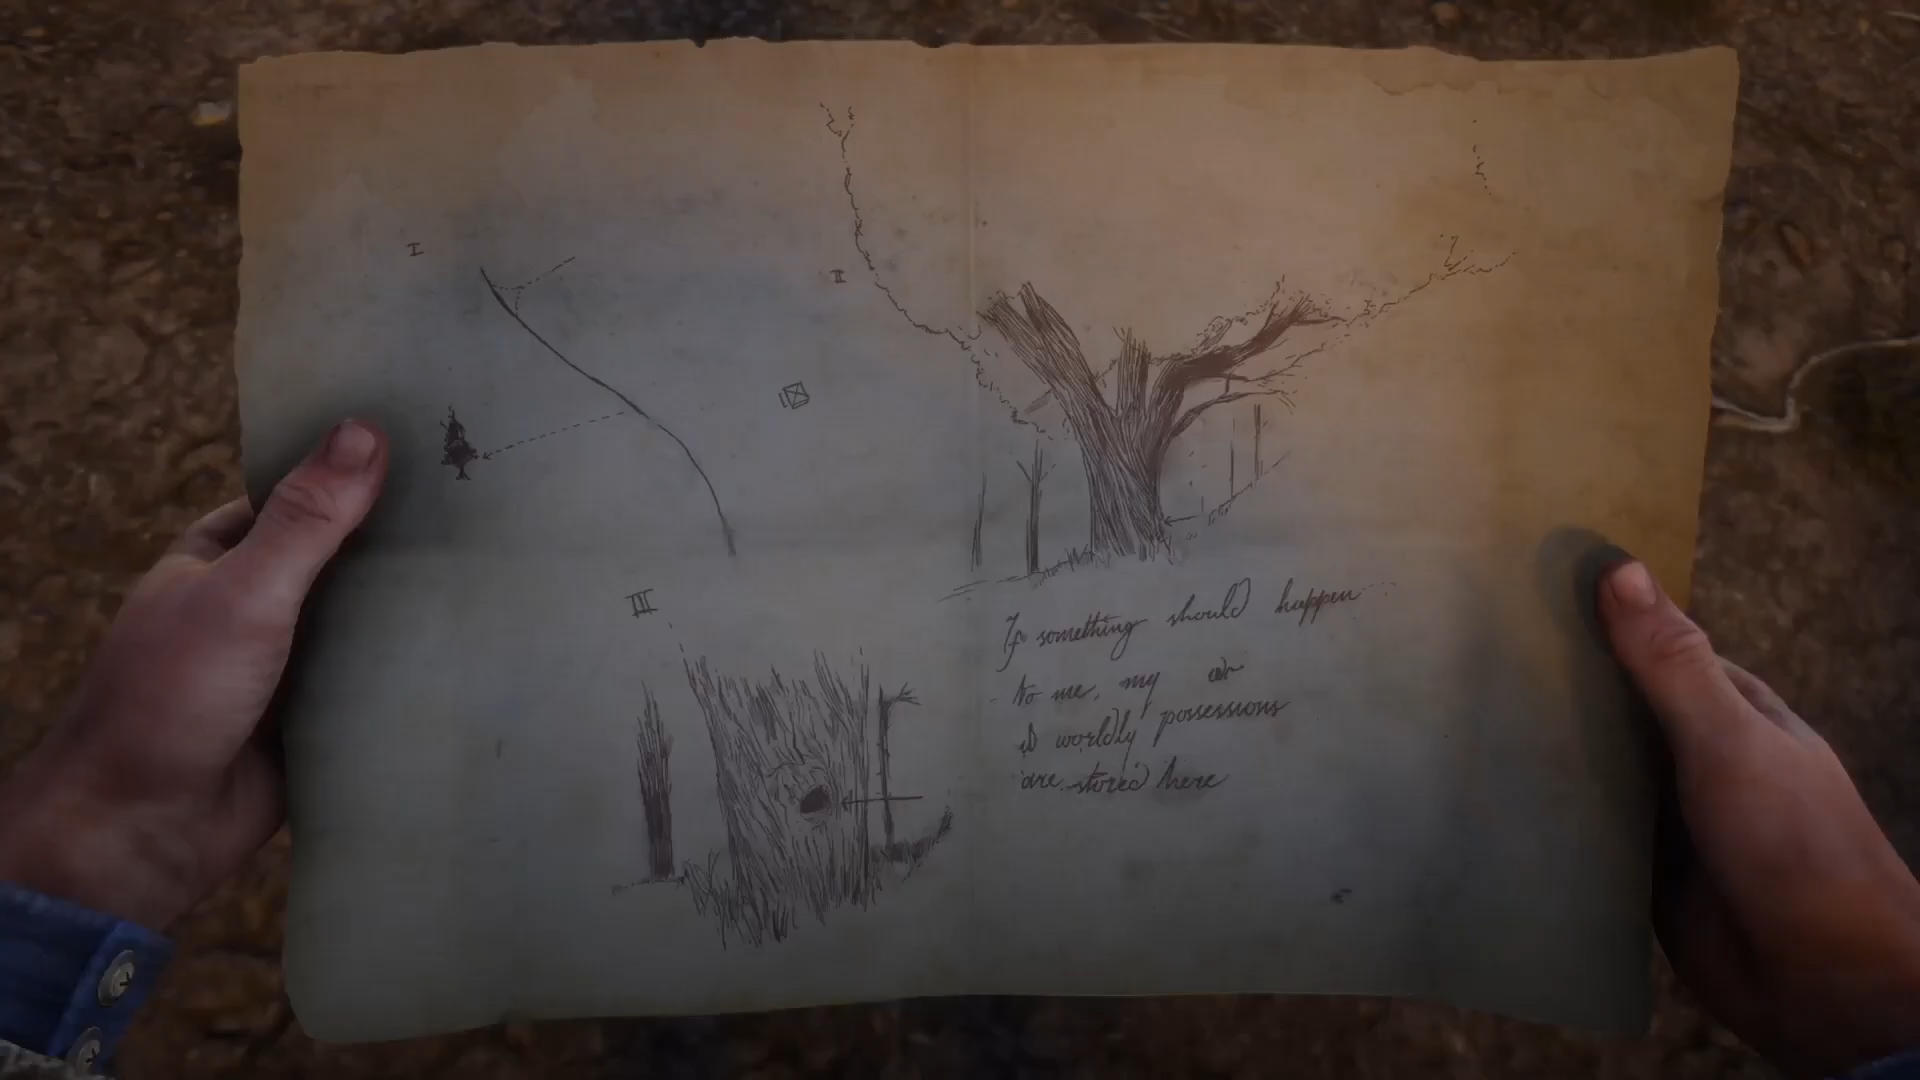 I
II
III
If something should happen
to me, my
worldly possessions
are stored here